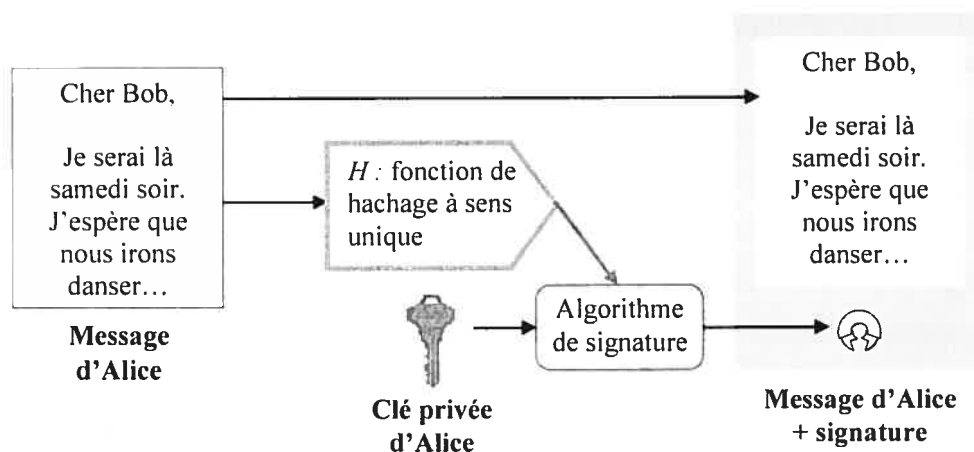 Cher Bob,
Je serai là
samedi soir.
J'espère que
nous irons
danser…
Message
d'Alice
H : fonction de
hachage à sens
unique
Clé privée
d'Alice
Algorithme
de signature
Cher Bob,
Je serai là
samedi soir.
J'espère que
nous irons
danser…
Message d'Alice
+ signature